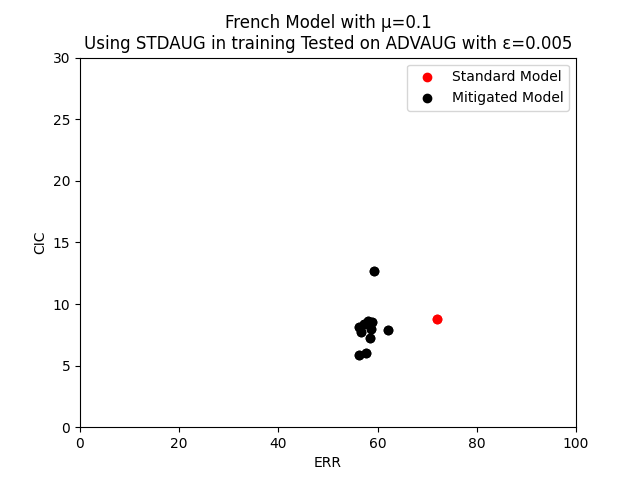 French Model with μ=0.1
Using STDAUG in training Tested on ADVAUG with ε=0.005
30
25
20
15
10
5
0
CIC
Standard Model
Mitigated Model
0 20 40 60 80 100
ERR